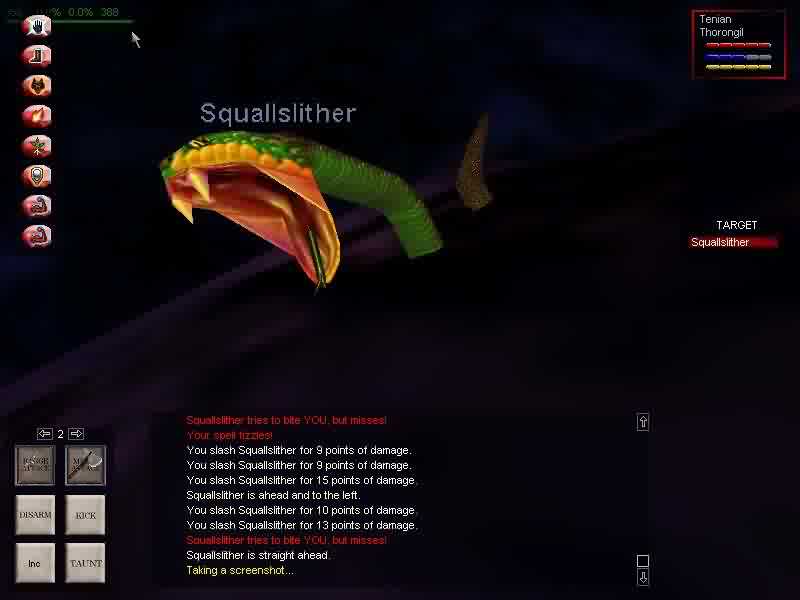 0.0% 388
Tenian
Thorongil
Squallslither
TARGET
Squallslither
2
DISARM
KICK
Inc
TAUNT
Squallslither tries to bite YOU, but misses!
Your spell fizzles!
You slash Squallslither for 9 points of damage.
You slash Squallslither for 9 points of damage.
You slash Squallslither for 15 points of damage.
Squallslither is ahead and to the left.
You slash Squallslither for 10 points of damage.
You slash Squallslither for 13 points of damage.
Squallslither tries to bite YOU, but misses!
Squallslither is straight ahead.
Taking a screenshot...